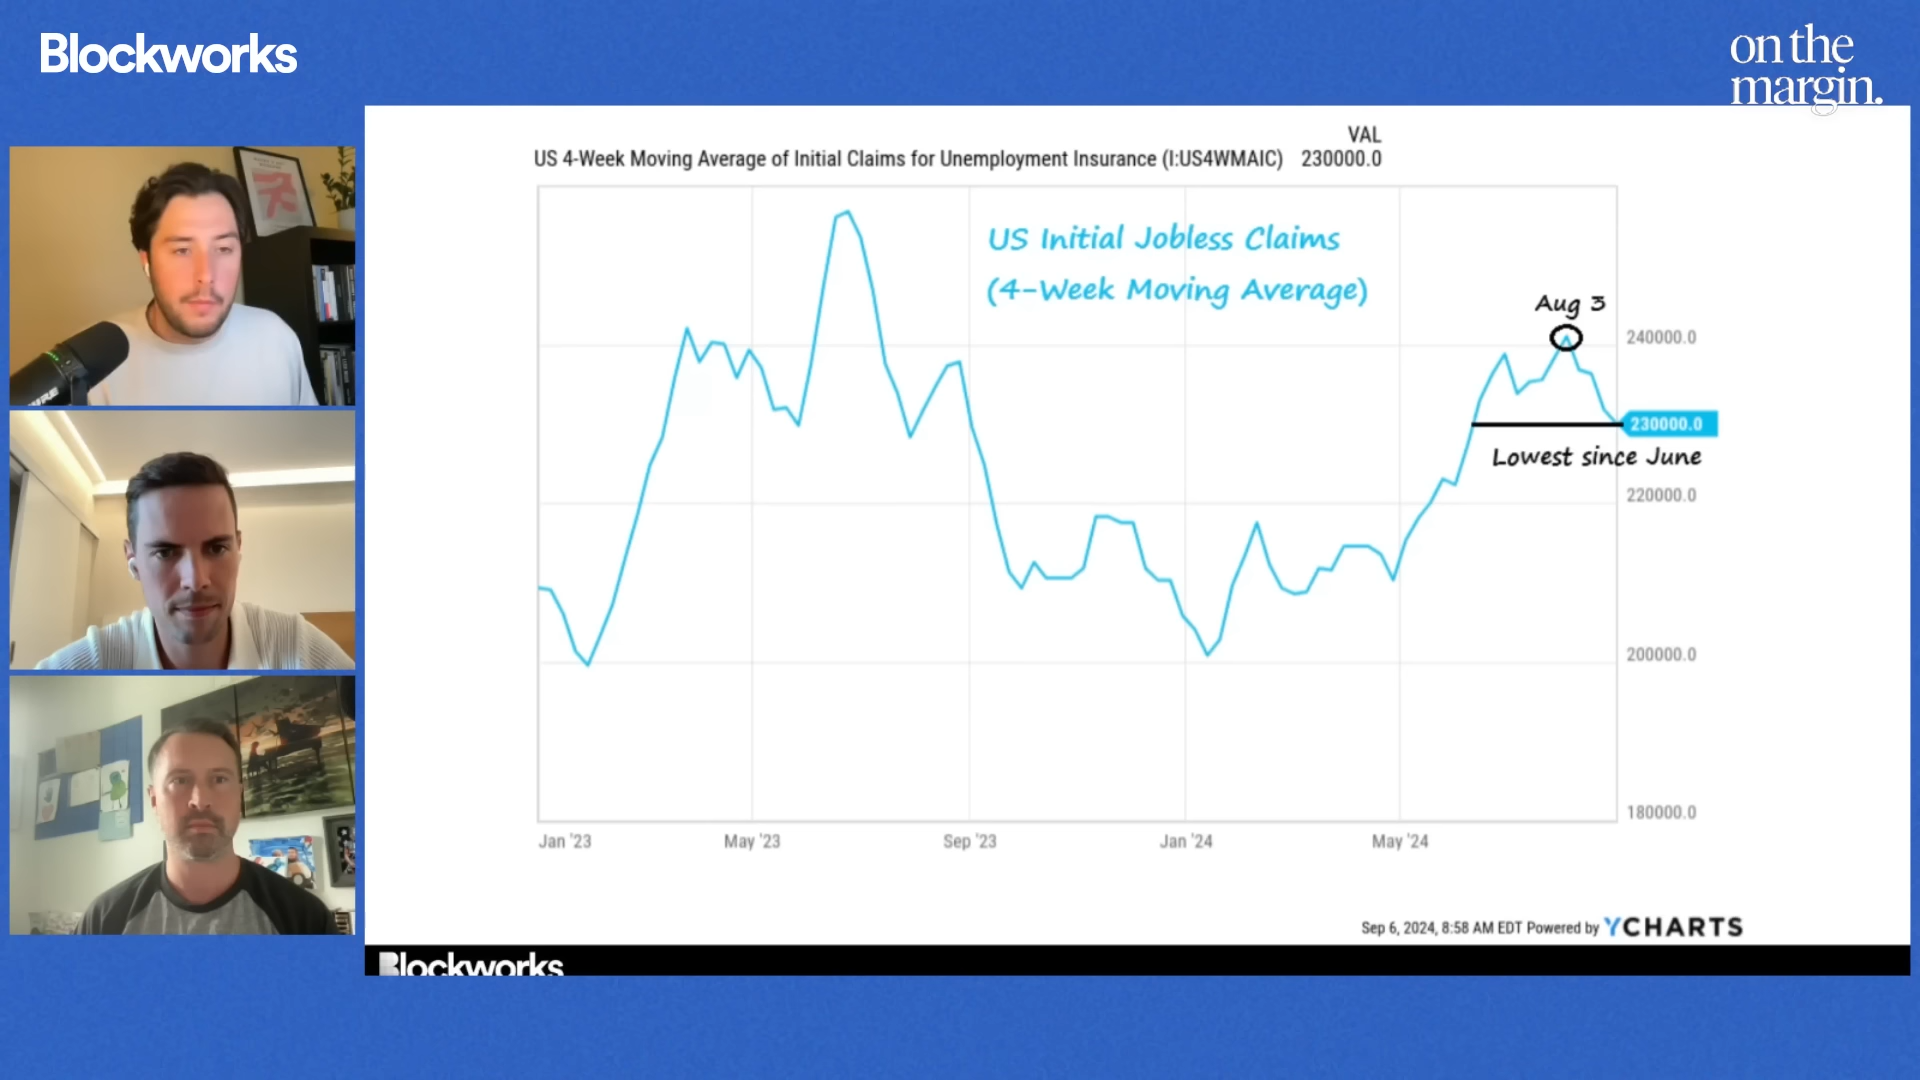 Blockworks
on the
margin.
VAL
US 4-Week Moving Average of Initial Claims for Unemployment Insurance (I:US4WMAIC) 230000.0
US Initial Jobless Claims
(4-Week Moving Average)
Aug 3
240000.0
230000.0
Lowest since June
220000.0
200000.0
180000.0
Jan '23
May '23
Sep '23
Jan '24
May '24
Sep 6, 2024, 8:58 AM EDT Powered by YCHARTS
Blockworks